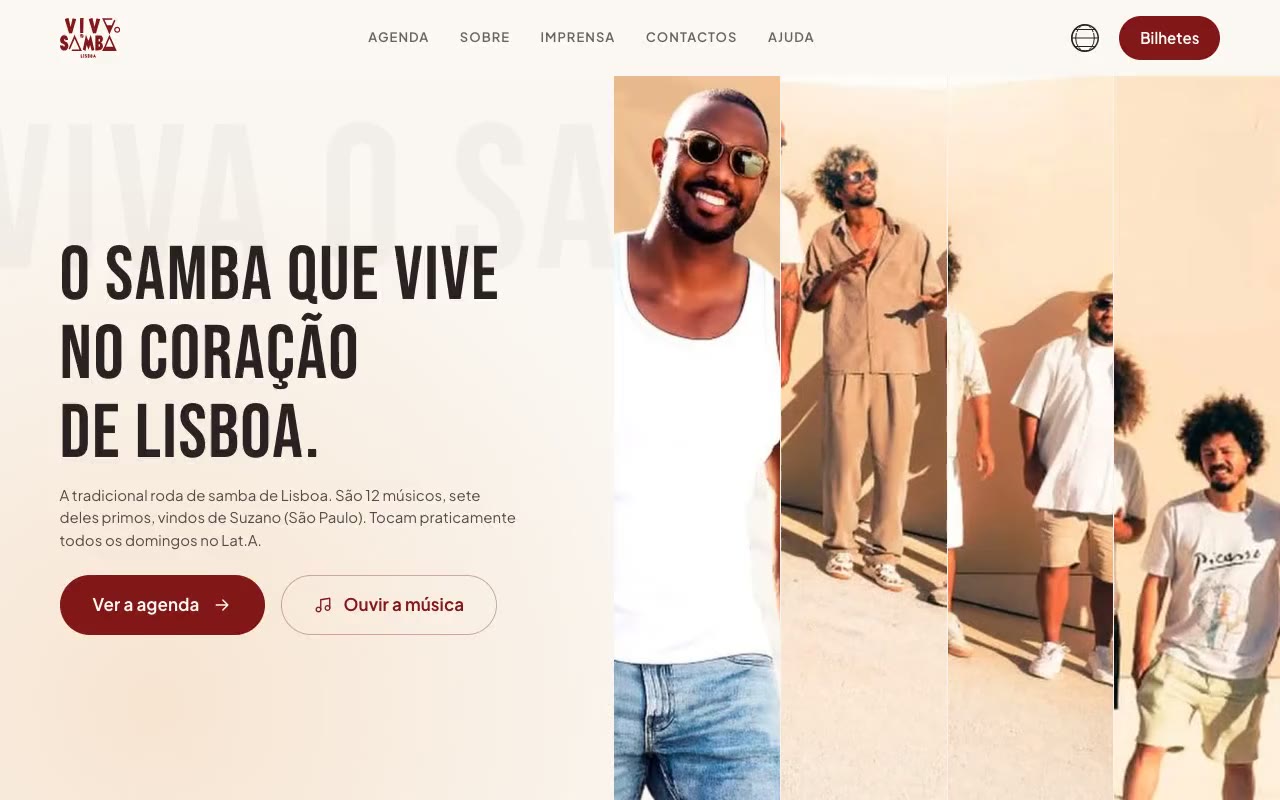 VIVA O SAMBA LISBOA
AGENDA
SOBRE
IMPRENSA
CONTACTOS
AJUDA
Bilhetes
VIVA O SA
O SAMBA QUE VIVE
NO CORAÇÃO
DE LISBOA.
A tradicional roda de samba de Lisboa. São 12 músicos, sete
deles primos, vindos de Suzano (São Paulo). Tocam praticamente
todos os domingos no Lat.A.
Ver a agenda →
Ouvir a música
Picasso